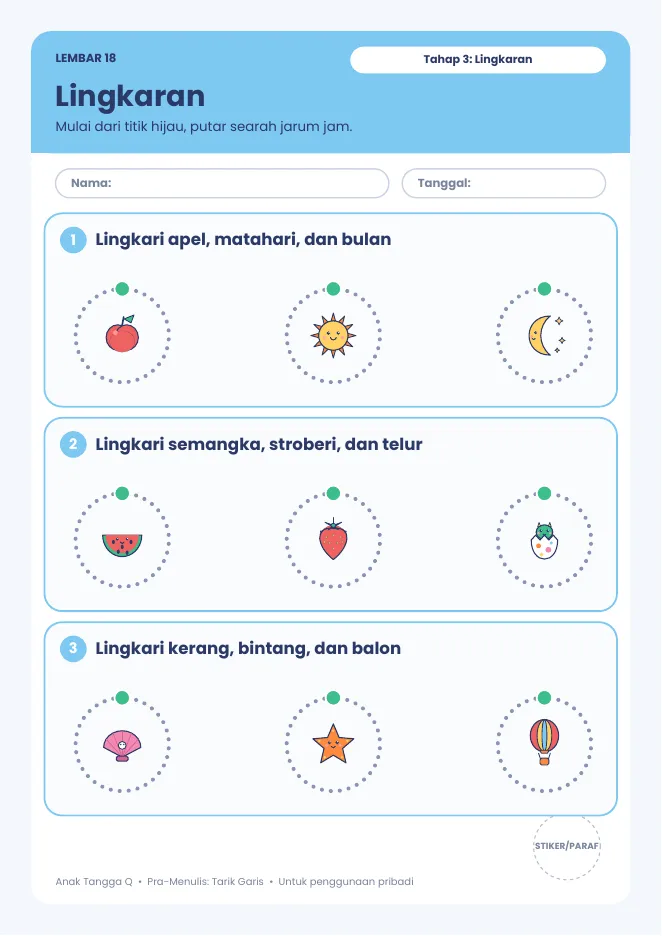 LEMBAR 18
Tahap 3: Lingkaran
Lingkaran
Mulai dari titik hijau, putar searah jarum jam.
Nama:
Tanggal:
1 Lingkari apel, matahari, dan bulan
2 Lingkari semangka, stroberi, dan telur
3 Lingkari kerang, bintang, dan balon
STIKER/PARAF
Anak Tangga Q • Pra-Menulis: Tarik Garis • Untuk penggunaan pribadi